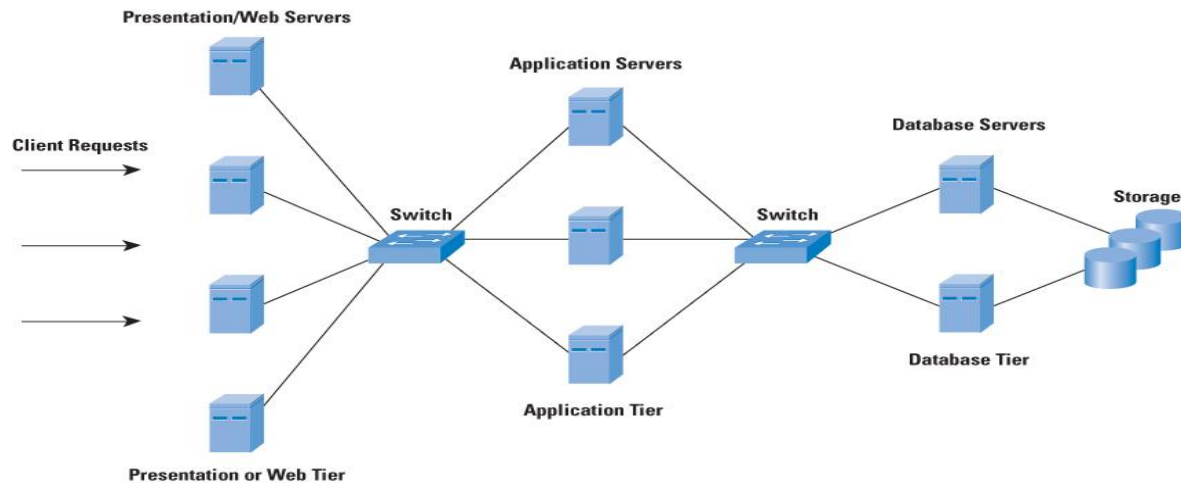 Presentation/Web Servers
Application Servers
Database Servers
Client Requests
Storage
Switch
Switch
Database Tier
Application Tier
Presentation or Web Tier